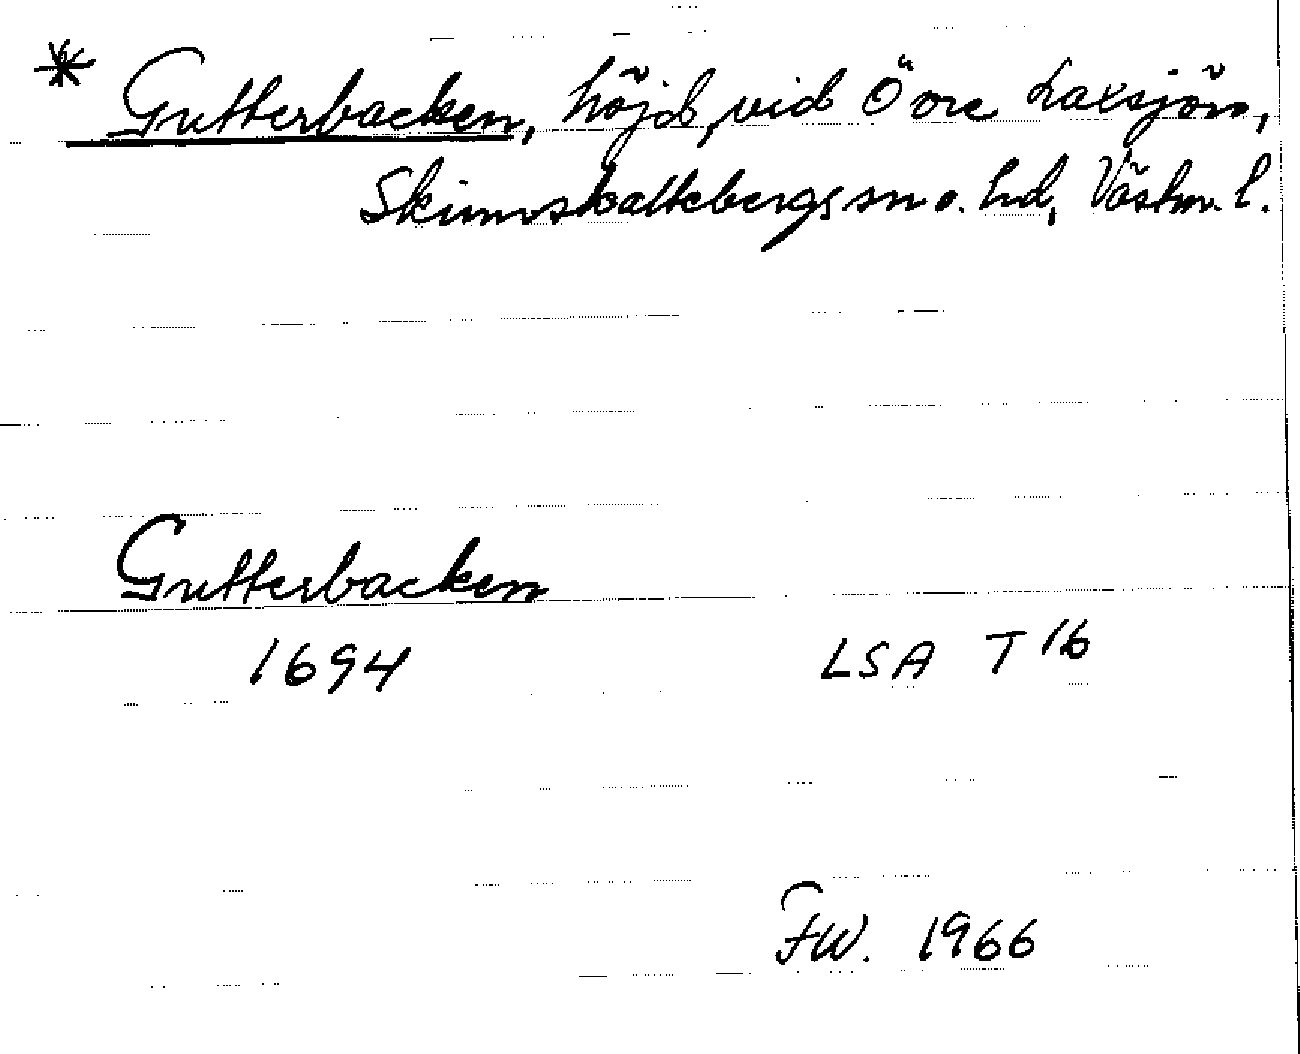 * Gutterbacken, höjd, vid Övre Laxsjön,
Skinnskattebergs sn o. hd, Västm. l.
Gutterbacken
1694 LSA T 16
FW. 1966